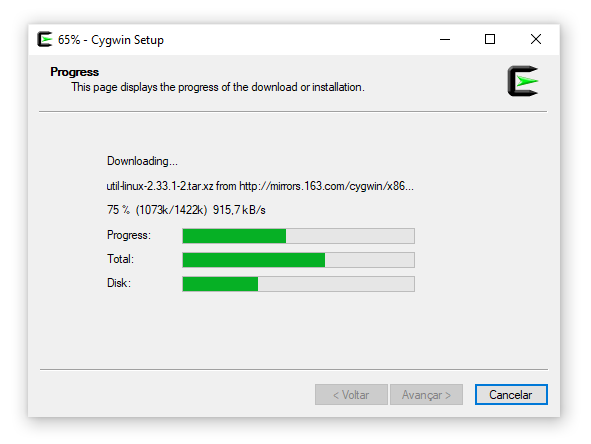 65% - Cygwin Setup
Progress
This page displays the progress of the download or installation.
Downloading...
util-linux-2.33.1-2.tar.xz from http://mirrors.163.com/cygwin/x86...
75 % (1073k/1422k) 915,7 kB/s
Progress:
Total:
Disk:
< Voltar
Avançar >
Cancelar